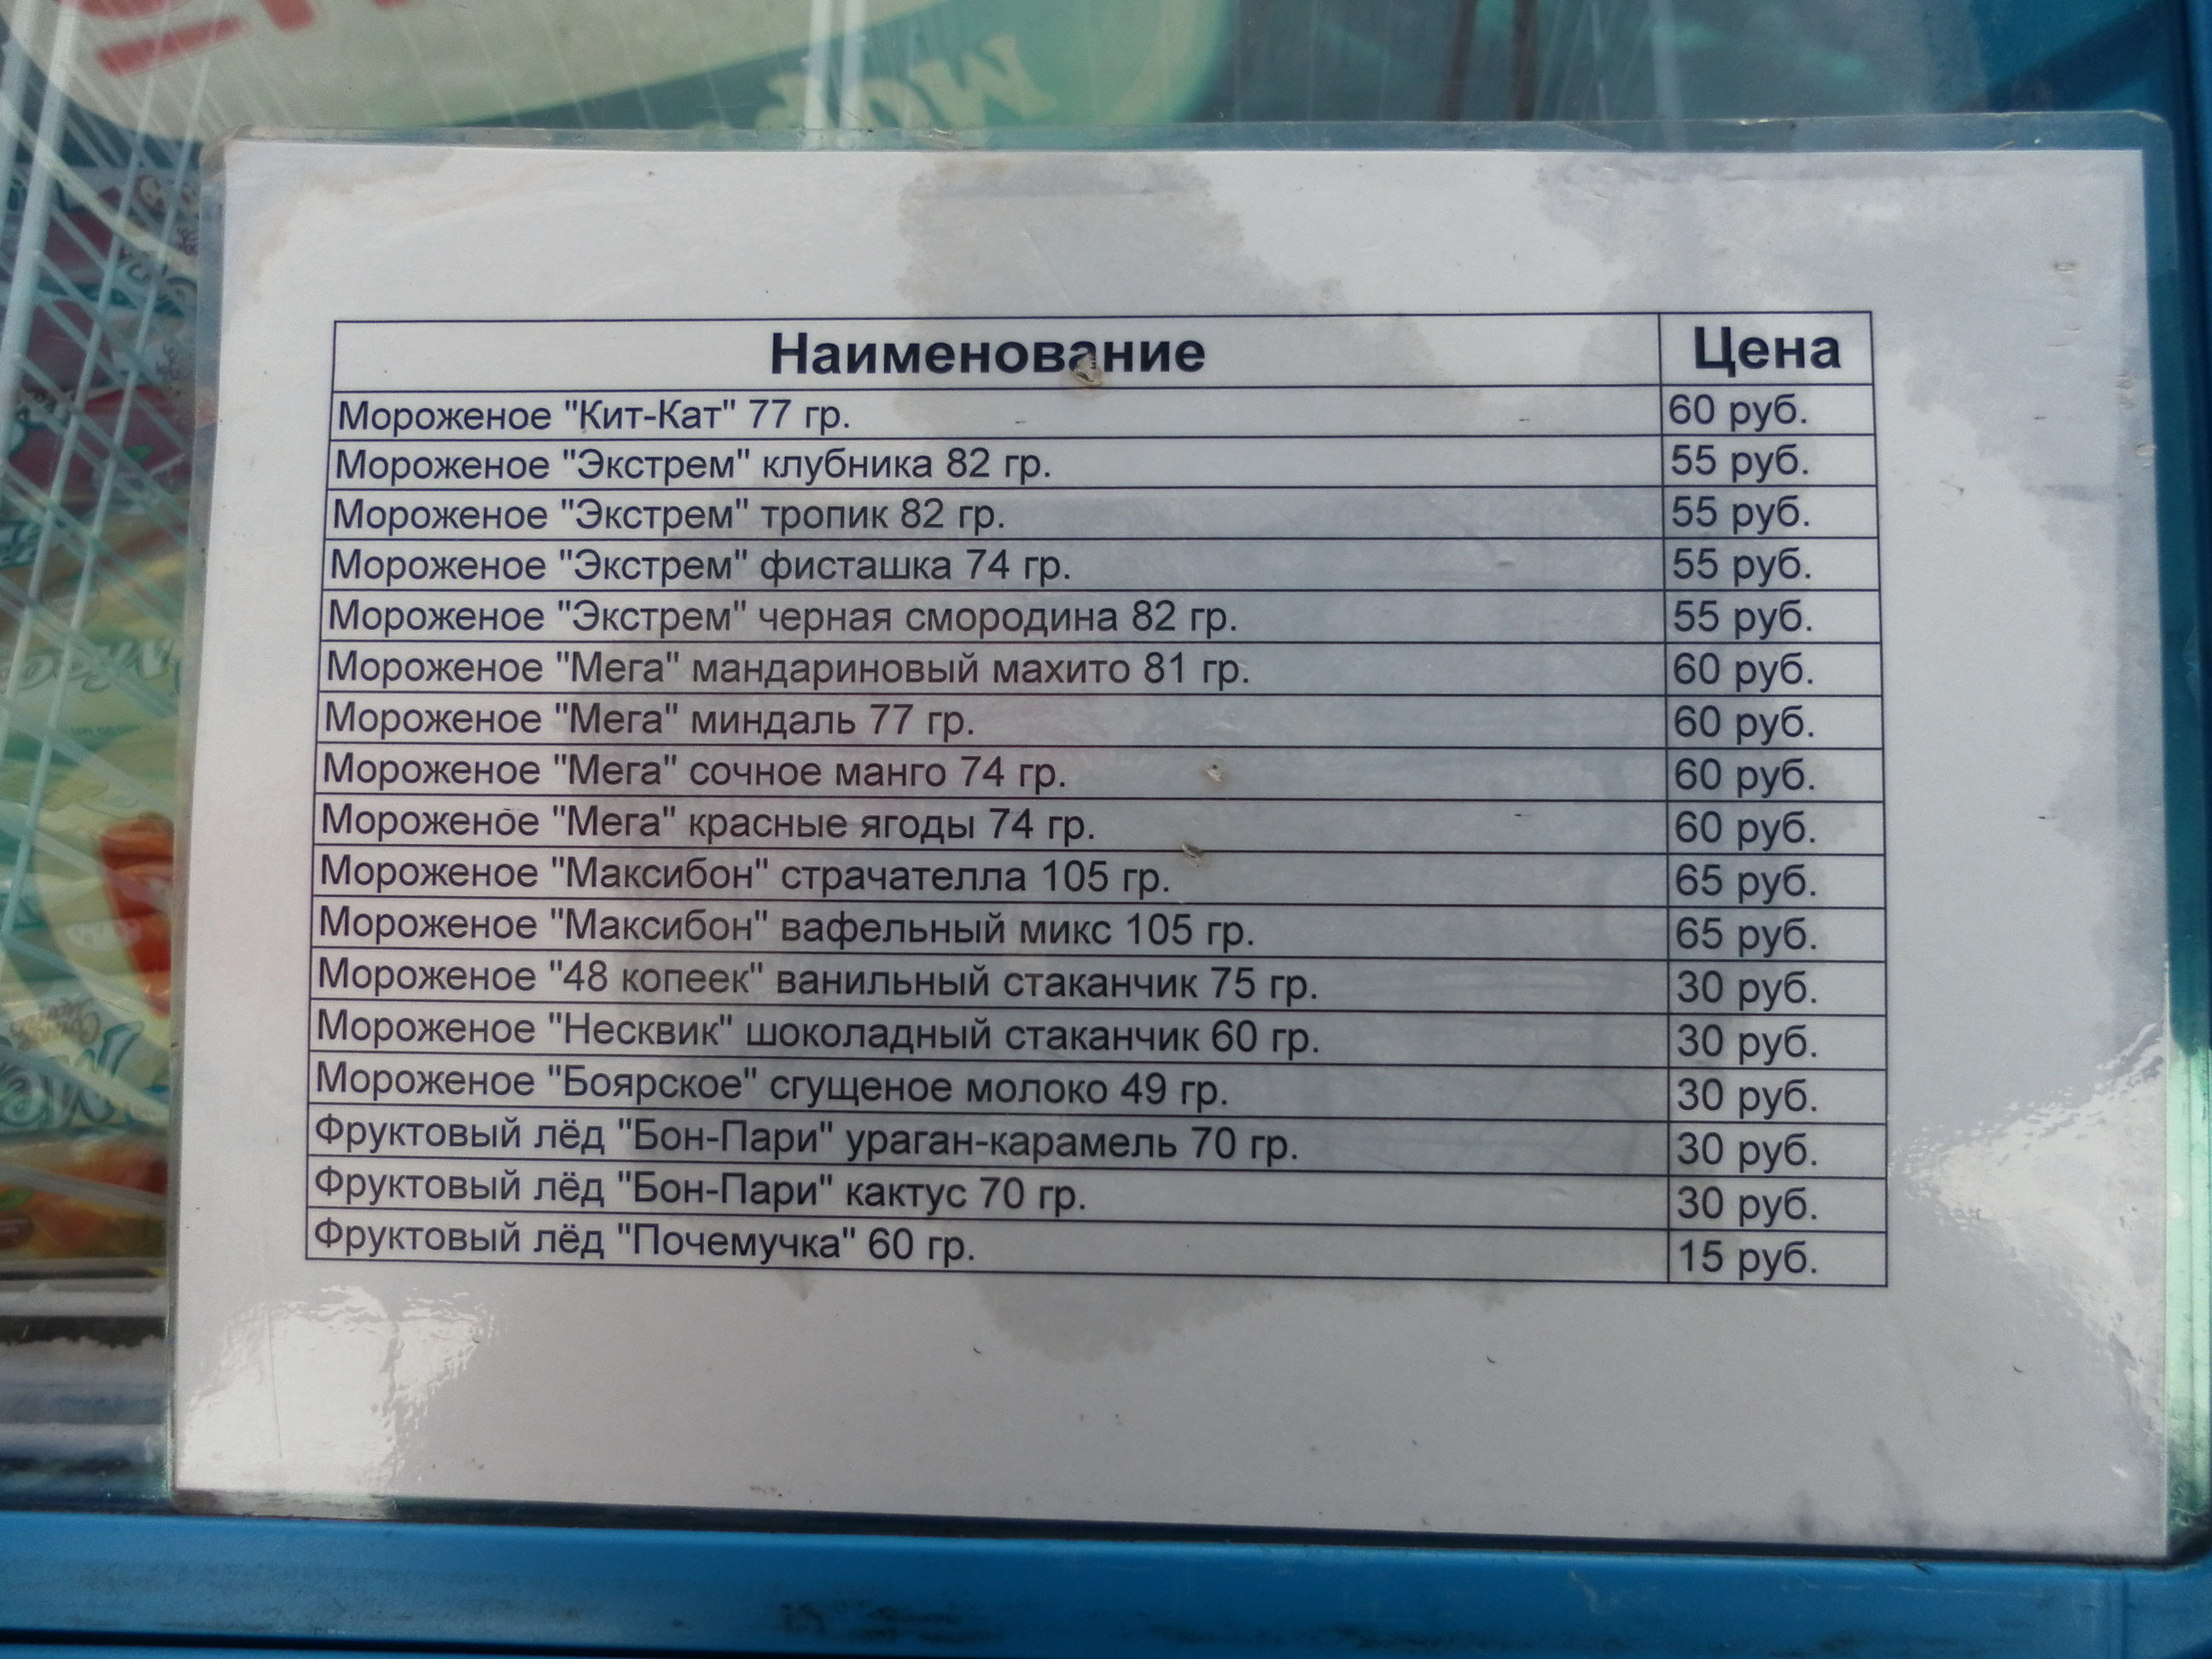 Наименование Цена
Мороженое "Кит-Кат" 77 гр. 60 руб.
Мороженое "Экстрем" клубника 82 гр. 55 руб.
Мороженое "Экстрем" тропик 82 гр. 55 руб.
Мороженое "Экстрем" фисташка 74 гр. 55 руб.
Мороженое "Экстрем" черная смородина 82 гр. 55 руб.
Мороженое "Мега" мандариновый махито 81 гр. 60 руб.
Мороженое "Мега" миндаль 77 гр. 60 руб.
Мороженое "Мега" сочное манго 74 гр. 60 руб.
Мороженое "Мега" красные ягоды 74 гр. 60 руб.
Мороженое "Максибон" страчателла 105 гр. 65 руб.
Мороженое "Максибон" вафельный микс 105 гр. 65 руб.
Мороженое "48 копеек" ванильный стаканчик 75 гр. 30 руб.
Мороженое "Несквик" шоколадный стаканчик 60 гр. 30 руб.
Мороженое "Боярское" сгущеное молоко 49 гр. 30 руб.
Фруктовый лёд "Бон-Пари" ураган-карамель 70 гр. 30 руб.
Фруктовый лёд "Бон-Пари" кактус 70 гр. 30 руб.
Фруктовый лёд "Почемучка" 60 гр. 15 руб.